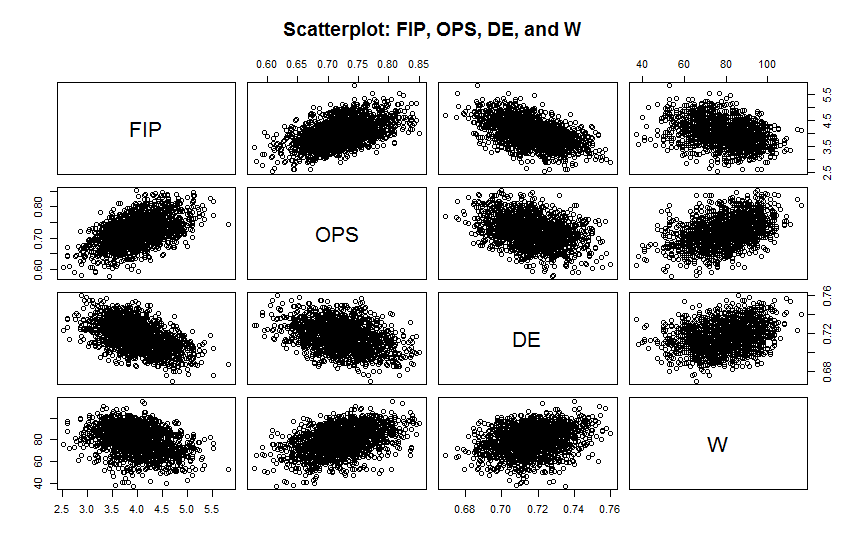 Scatterplot: FIP, OPS, DE, and W
0.60 0.65 0.70 0.75 0.80 0.85
40 60 80 100
FIP
2.5 3.5 4.5 5.5
0.60 0.70 0.80
OPS
DE
0.68 0.72 0.76
40 60 80
W
2.5 3.0 3.5 4.0 4.5 5.0 5.5
0.68 0.70 0.72 0.74 0.76